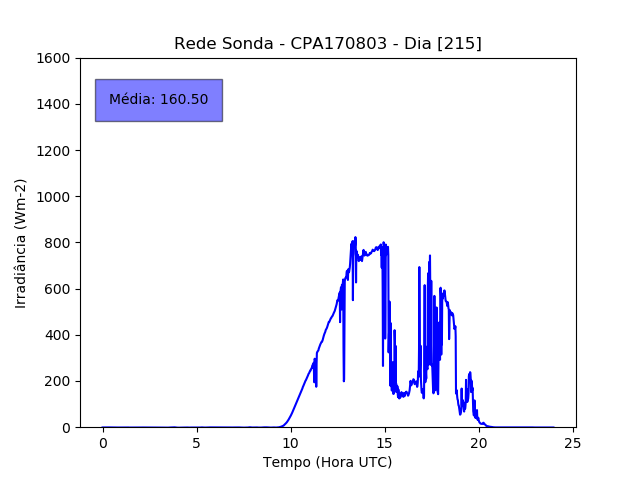 Rede Sonda - CPA170803 - Dia [215]
1600
Média: 160.50
1400
1200
1000
800
600
400
200
0
Irradiância (Wm-2)
0 5 10 15 20 25
Tempo (Hora UTC)